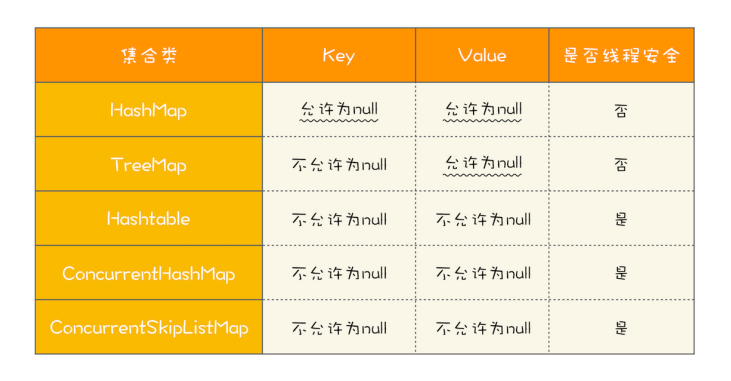 集合类 Key Value 是否线程安全
HashMap 允许为null 允许为null 否
TreeMap 不允许为null 允许为null 否
Hashtable 不允许为null 不允许为null 是
ConcurrentHashMap 不允许为null 不允许为null 是
ConcurrentSkipListMap 不允许为null 不允许为null 是